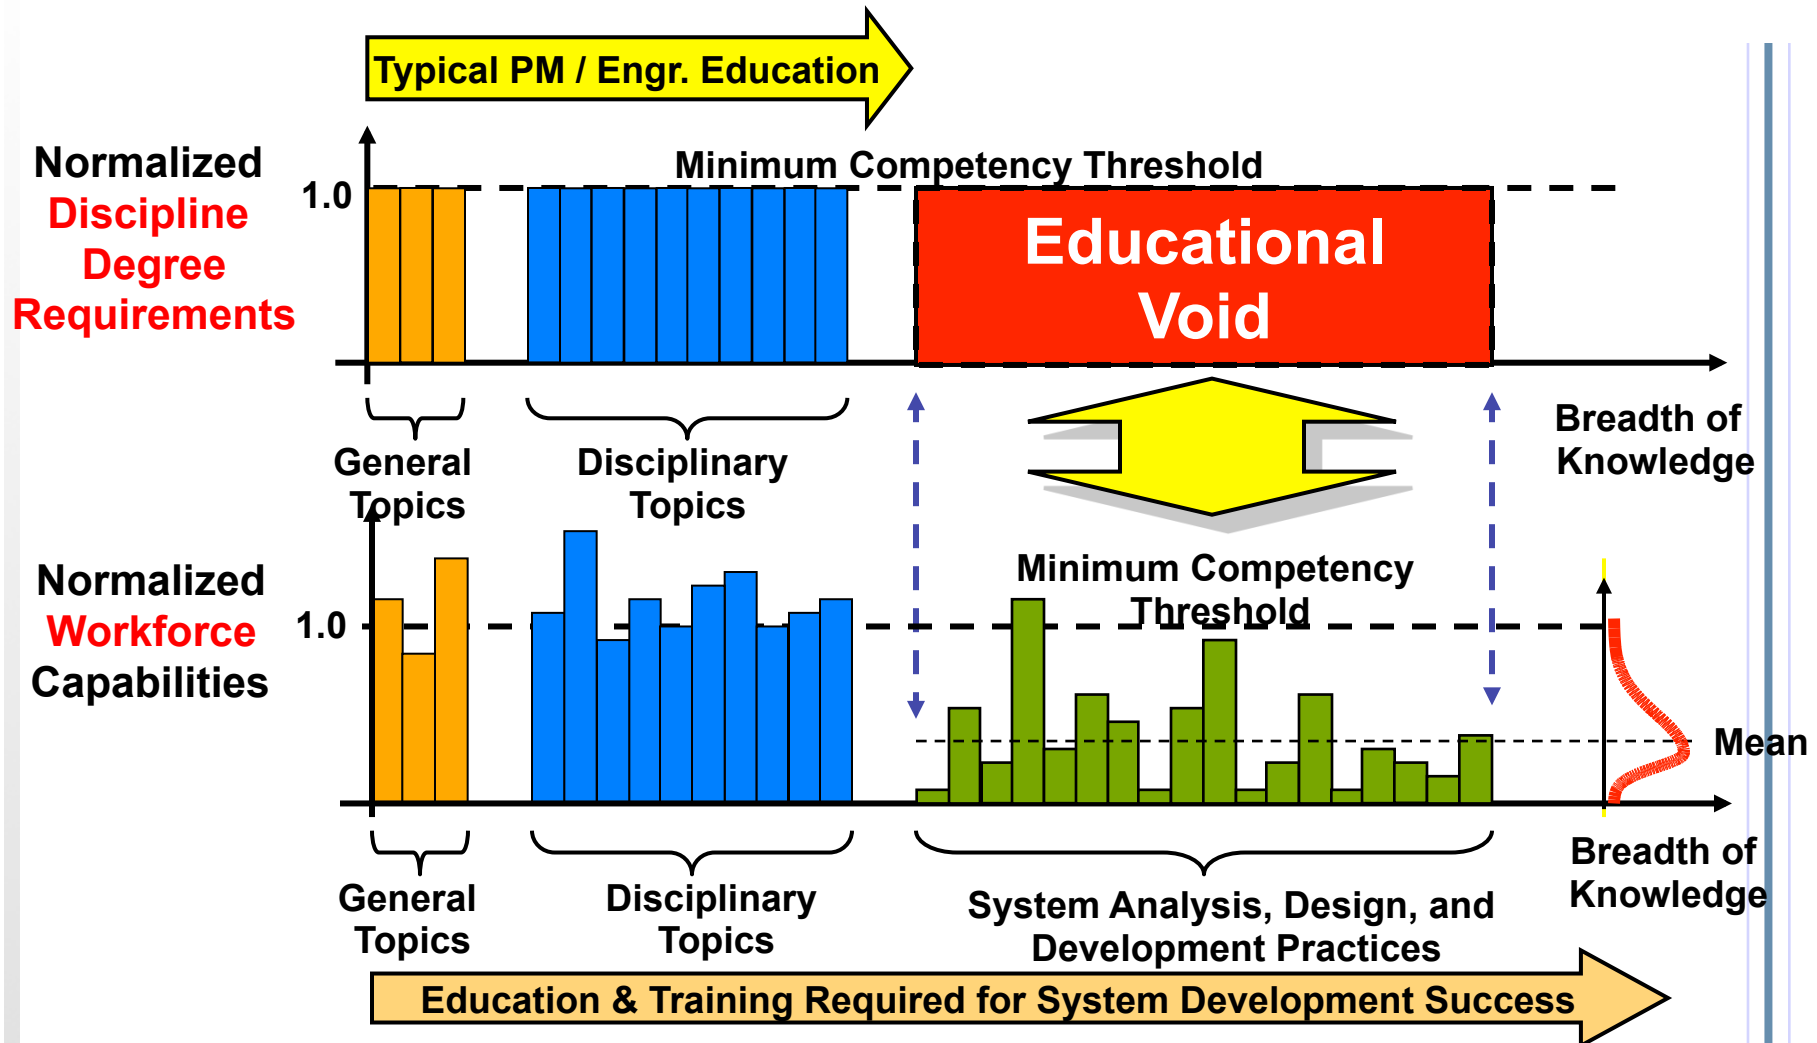 Typical PM / Engr. Education
Normalized
Discipline
Degree
Requirements
1.0
Minimum Competency Threshold
Educational
Void
General
Topics
Disciplinary
Topics
Breadth of
Knowledge
Normalized
Workforce
Capabilities
1.0
Minimum Competency
Threshold
Mean
General
Topics
Disciplinary
Topics
System Analysis, Design, and
Development Practices
Breadth of
Knowledge
Education & Training Required for System Development Success